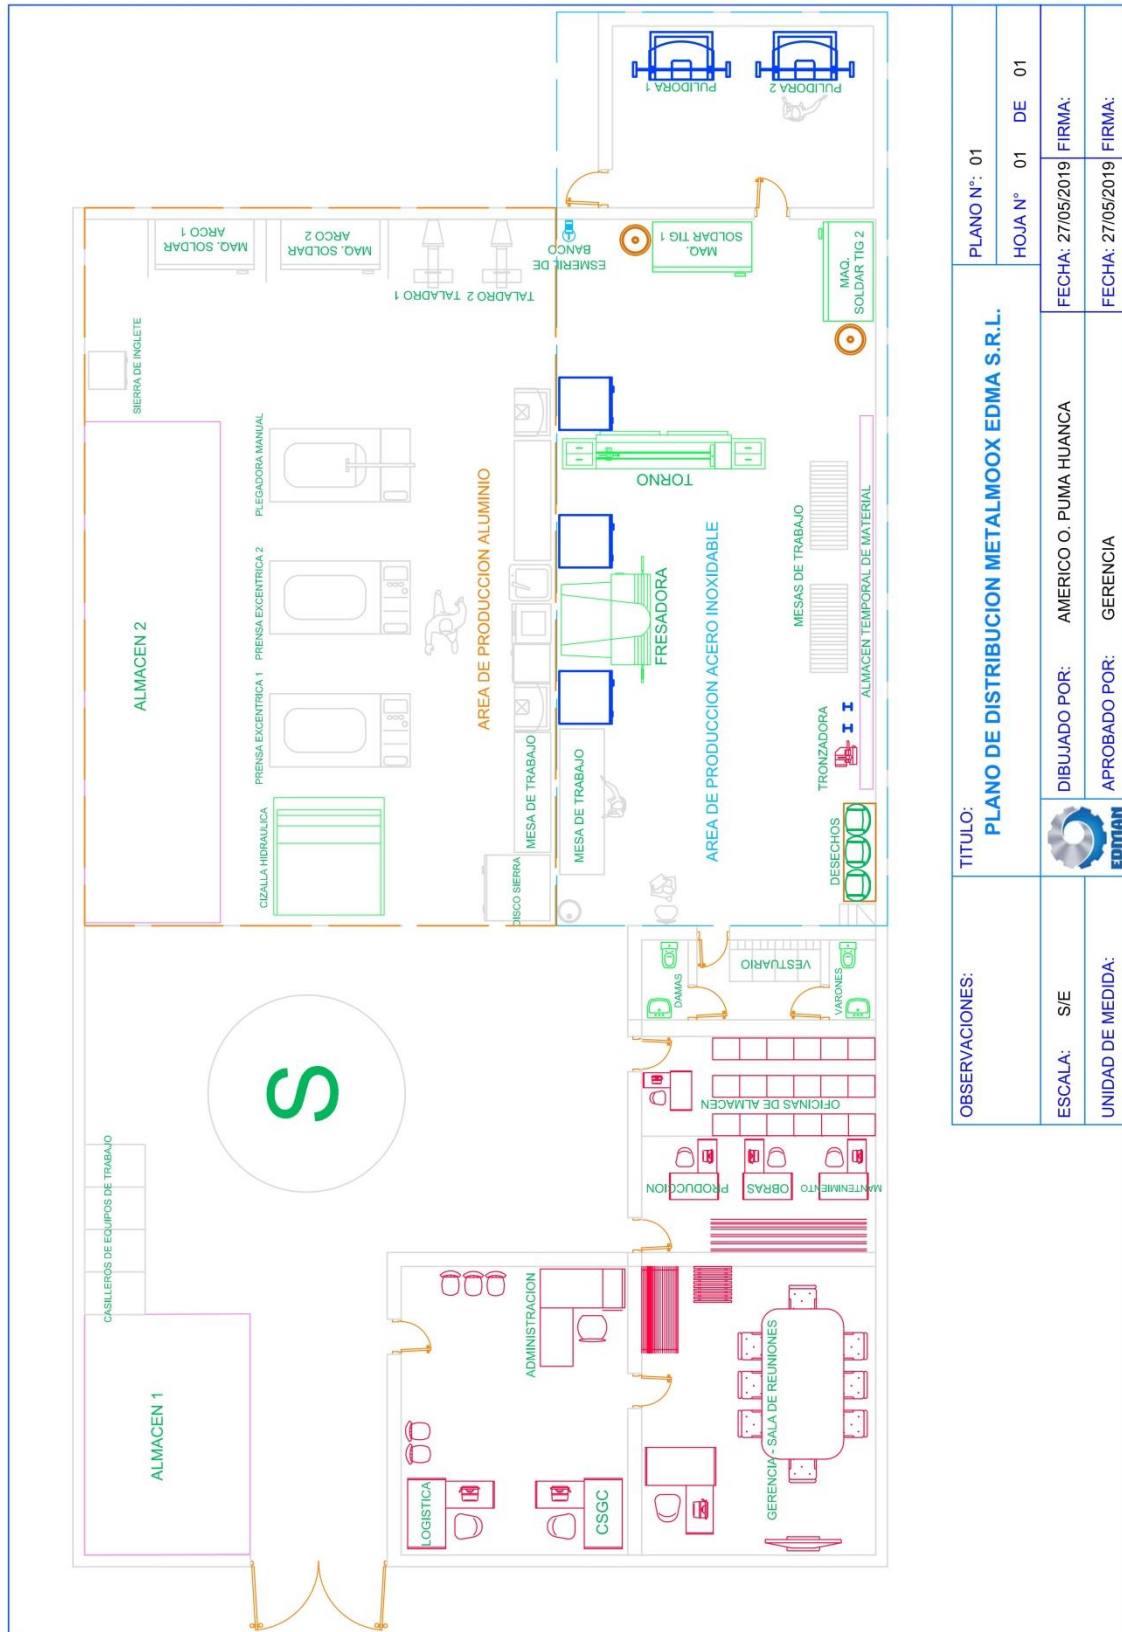 ALMACEN 1
CASILLEROS DE EQUIPOS DE TRABAJO
S
ALMACEN 2
SIERRA DE INGLETE
MAQ. SOLDAR
ARCO 1
MAQ. SOLDAR
ARCO 2
TALADRO 1
TALADRO 2
CIZALLA HIDRAULICA
PRENSA EXCENTRICA 1
PRENSA EXCENTRICA 2
PLEGADORA MANUAL
AREA DE PRODUCCION ALUMINIO
DISCO SIERRA
MESA DE TRABAJO
MESA DE TRABAJO
FRESADORA
TORNO
ESMERIL DE
BANCO
MAQ.
SOLDAR TIG 1
MAQ.
SOLDAR TIG 2
PULIDORA 1
PULIDORA 2
AREA DE PRODUCCION ACERO INOXIDABLE
MESAS DE TRABAJO
ALMACEN TEMPORAL DE MATERIAL
TRONZADORA
DESECHOS
DAMAS
VESTUARIO
VARONES
OFICINAS DE ALMACEN
PRODUCCION
OBRAS
MANTENIMIENTO
ADMINISTRACION
LOGISTICA
CSGC
GERENCIA - SALA DE REUNIONES
OBSERVACIONES:
TITULO:
PLANO DE DISTRIBUCION METALMOOX EDMA S.R.L.
PLANO N°: 01
HOJA N° 01 DE 01
ESCALA: S/E
UNIDAD DE MEDIDA:
EDMAN
DIBUJADO POR: AMERICO O. PUMA HUANCA
FECHA: 27/05/2019 FIRMA:
APROBADO POR: GERENCIA
FECHA: 27/05/2019 FIRMA: